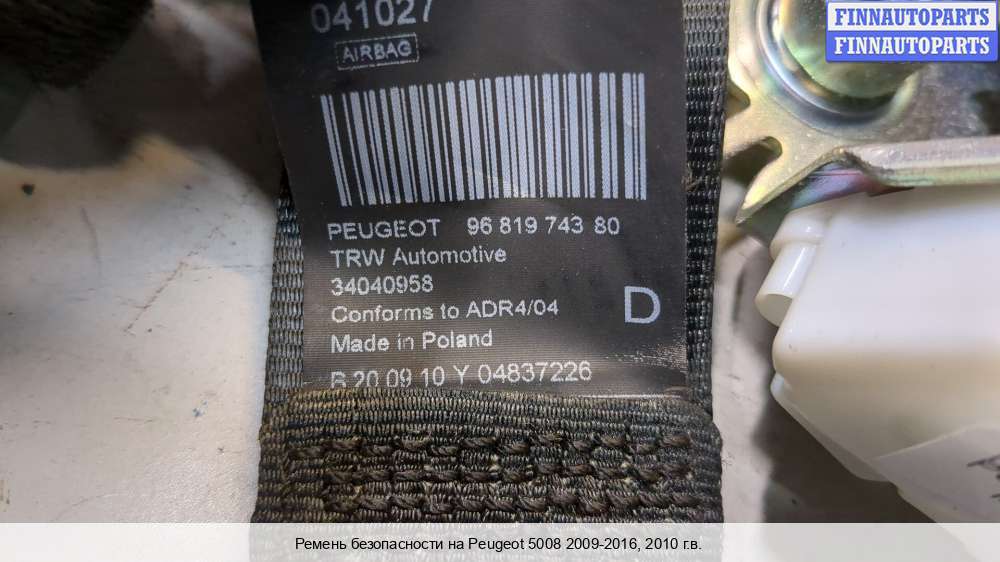 041027
AIRBAG
FINNAUTOPARTS
FINNAUTOPARTS
PEUGEOT 96 819 743 80
TRW Automotive
34040958
Conforms to ADR4/04
D
Made in Poland
20 09 10 Y 04837226
Ремень безопасности на Peugeot 5008 2009-2016, 2010 г.в.